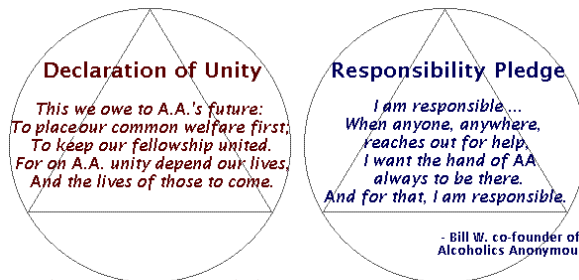 Declaration of Unity
This we owe to A.A.'s future:
To place our common welfare first;
To keep our fellowship united.
For on A.A. unity depend our lives,
And the lives of those to come.
Responsibility Pledge
I am responsible ...
When anyone, anywhere,
reaches out for help,
I want the hand of AA
always to be there.
And for that, I am responsible.
- Bill W. co-founder of
Alcoholics Anonymou